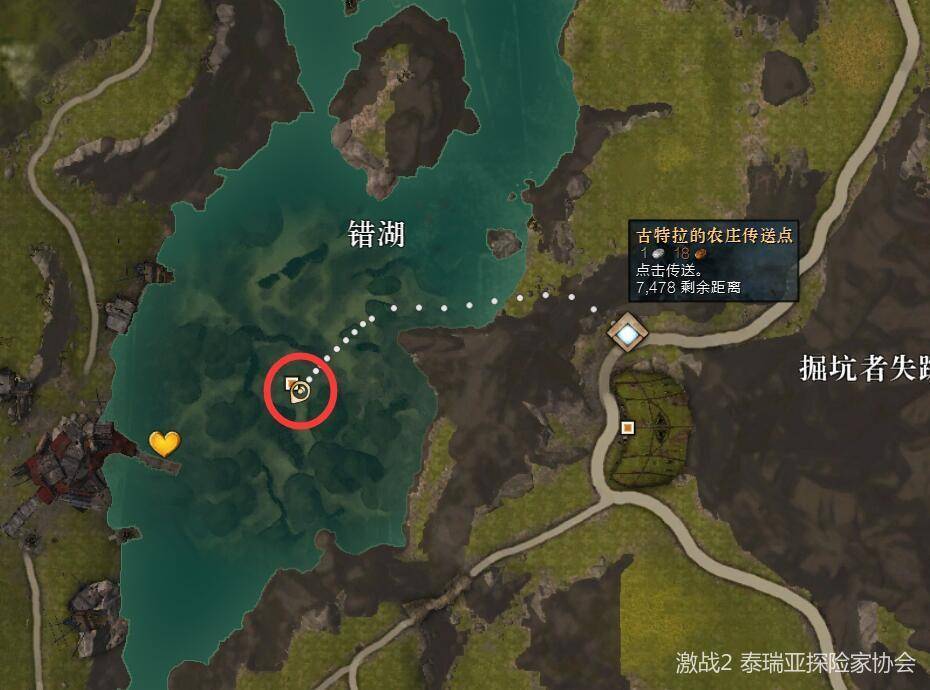 错湖
古特拉的农庄传送点
1 18
点击传送。
7,478 剩余距离
掘坑者失踪
激战2 泰瑞亚探险家协会